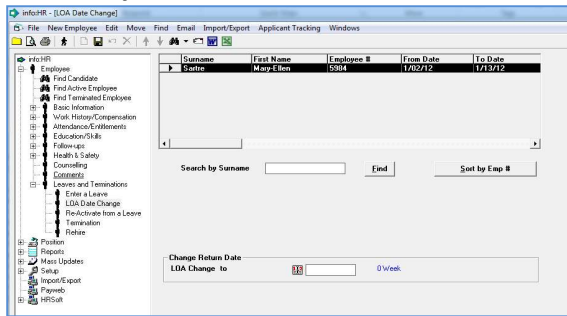 info:HR - [LOA Date Change]
File New Employee Edit Move Find Email Import/Export Applicant Tracking Windows
info:HR
Employee
Find Candidate
Find Active Employee
Find Terminated Employee
Basic Information
Work History/Compensation
Attendance/Entitlements
Education/Skills
Follow-ups
Health & Safety
Counselling
Comments
Leaves and Terminations
Enter a Leave
LOA Date Change
Re-Activate from a Leave
Termination
Rehire
Position
Reports
Mass Updates
Setup
Import/Export
Payweb
HRSoft
Surname First Name Employee # From Date To Date
Sartre Mary-Ellen 5984 1/02/12 1/13/12
Search by Surname Find Sort by Emp #
Change Return Date
LOA Change to 0 Week